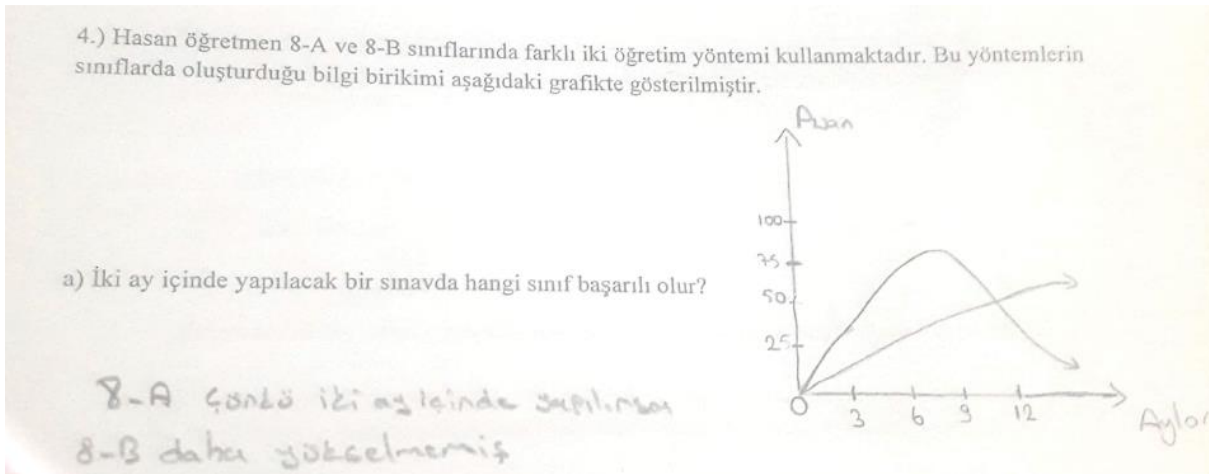 4.) Hasan öğretmen 8-A ve 8-B sınıflarında farklı iki öğretim yöntemi kullanmaktadır. Bu yöntemlerin
sınıflarda oluşturduğu bilgi birikimi aşağıdaki grafikte gösterilmiştir.
Puan
100
75
50
25
0
3
6
9
12
Aylar
a) İki ay içinde yapılacak bir sınavda hangi sınıf başarılı olur?
8-A Çünkü iki ay içinde yapılırsa
8-B daha yükselmemiş